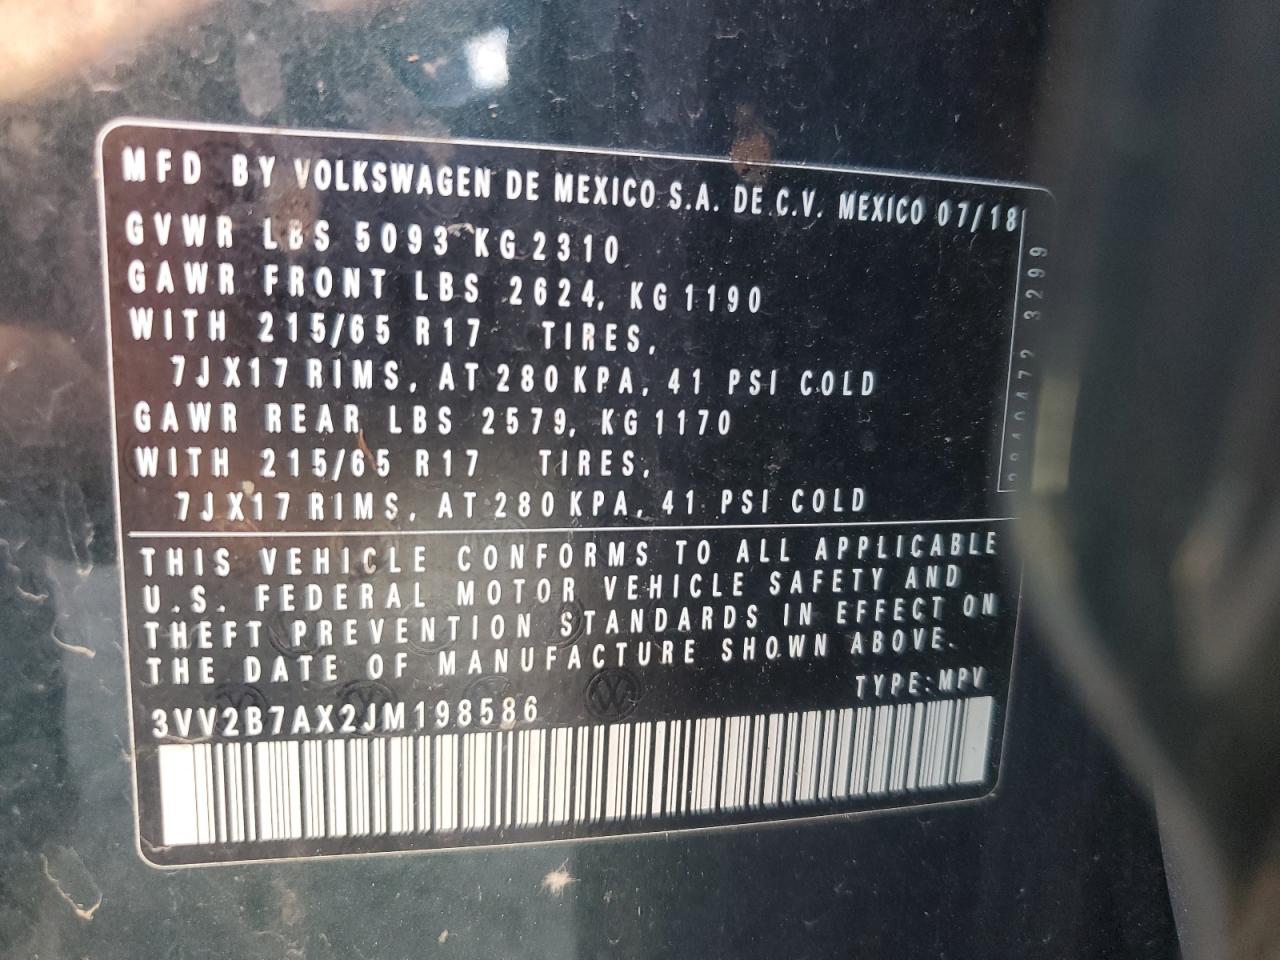 MFD BY VOLKSWAGEN DE MEXICO S.A. DE C.V. MEXICO 07/18
GVWR LBS 5093 KG 2310
GAWR FRONT LBS 2624, KG 1190
WITH 215/65 R17 TIRES,
7JX17 RIMS, AT 280 KPA, 41 PSI COLD
GAWR REAR LBS 2579, KG 1170
WITH 215/65 R17 TIRES,
7JX17 RIMS, AT 280 KPA, 41 PSI COLD
THIS VEHICLE CONFORMS TO ALL APPLICABLE
U.S. FEDERAL MOTOR VEHICLE SAFETY AND
THEFT PREVENTION STANDARDS IN EFFECT ON
THE DATE OF MANUFACTURE SHOWN ABOVE.
TYPE: MPV
3VV2B7AX2JM198586
3299